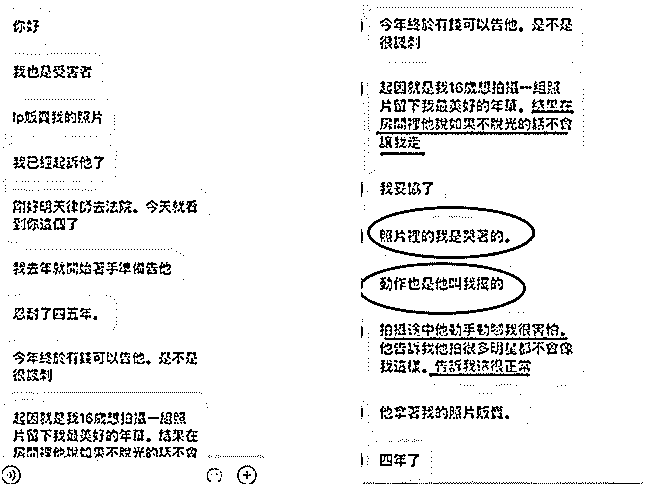 你好
我也是受害者
lp販賣我的照片
我已經起訴他了
剛好明天律師去法院。今天就看
到你這個了
我去年就開始著手準備告他
忍耐了四五年。
今年終於有錢可以告他。是不是
很諷刺
起因就是我16歲想拍攝一組照
片留下我最美好的年華。結果在
房間裡他說如果不脫光的話不會
今年終於有錢可以告他。是不是
很諷刺
起因就是我16歲想拍攝一組照
片留下我最美好的年華。結果在
房間裡他說如果不脫光的話不會
讓我走
我妥協了
照片裡的我是哭著的。
動作也是他叫我擺的
拍攝途中他動手動腳我很害怕。
他告訴我他拍很多明星都不會像
我這樣。告訴我這很正常
他拿著我的照片販賣。
四年了